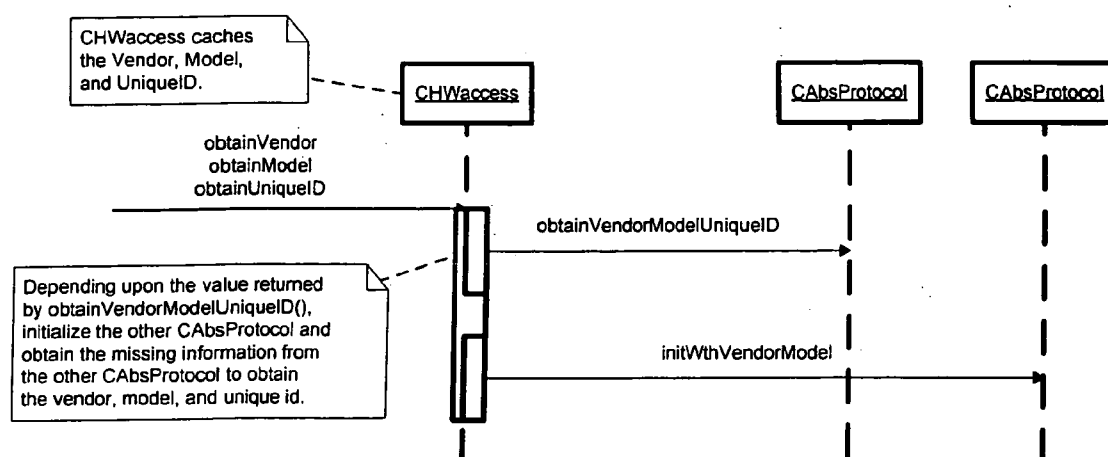 CHWaccess caches
the Vendor, Model,
and UniqueID.
CHWaccess
CAbsProtocol
CAbsProtocol
obtainVendor
obtainModel
obtainUniqueID
obtainVendorModelUniqueID
Depending upon the value returned
by obtainVendorModelUniqueID(),
initialize the other CAbsProtocol and
obtain the missing information from
the other CAbsProtocol to obtain
the vendor, model, and unique id.
initWthVendorModel